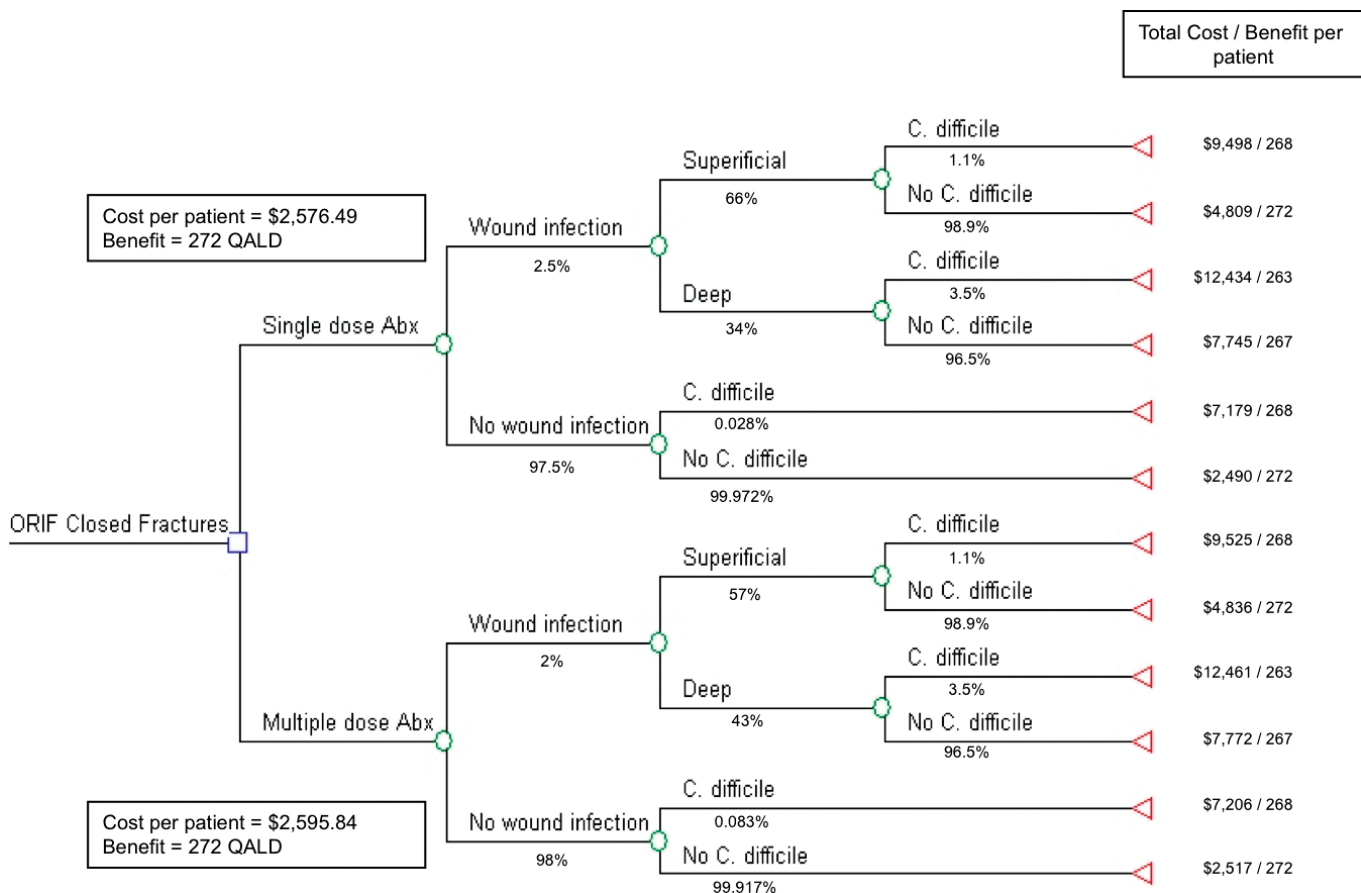 Total Cost / Benefit per
patient
C. difficile
1.1%
$9,498 / 268
Superificial
66%
No C. difficile
98.9%
$4,809 / 272
Cost per patient = $2,576.49
Benefit = 272 QALD
Wound infection
2.5%
C. difficile
3.5%
$12,434 / 263
Deep
34%
No C. difficile
96.5%
$7,745 / 267
Single dose Abx
C. difficile
0.028%
$7,179 / 268
No wound infection
97.5%
No C. difficile
99.972%
$2,490 / 272
ORIF Closed Fractures
C. difficile
1.1%
$9,525 / 268
Superificial
57%
No C. difficile
98.9%
$4,836 / 272
Wound infection
2%
C. difficile
3.5%
$12,461 / 263
Deep
43%
No C. difficile
96.5%
$7,772 / 267
Multiple dose Abx
C. difficile
0.083%
$7,206 / 268
Cost per patient = $2,595.84
Benefit = 272 QALD
No wound infection
98%
No C. difficile
99.917%
$2,517 / 272